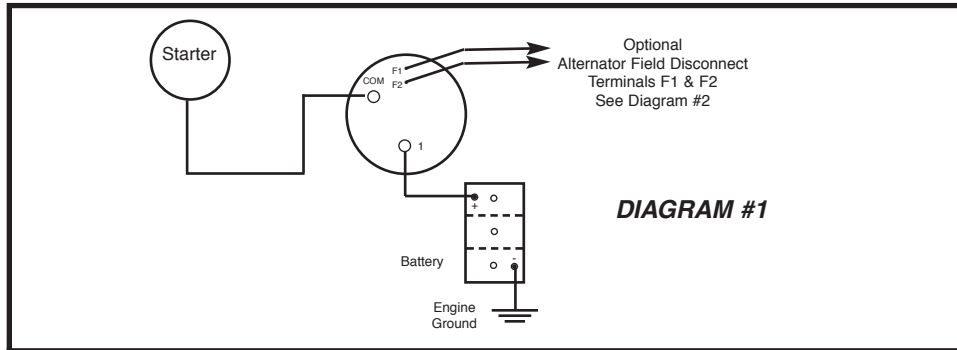 Starter
COM
F1
F2
1
Optional
Alternator Field Disconnect
Terminals F1 & F2
See Diagram #2
+
-
DIAGRAM #1
Battery
Engine
Ground